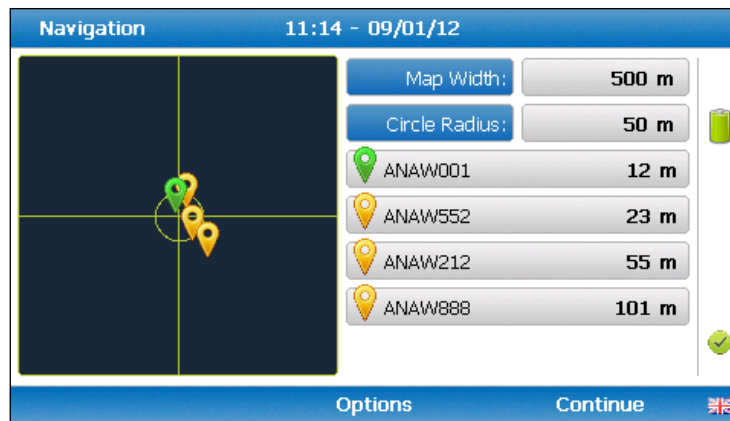 Navigation 11:14 - 09/01/12
Map Width: 500 m
Circle Radius: 50 m
ANAW001 12 m
ANAW552 23 m
ANAW212 55 m
ANAW888 101 m
Options Continue